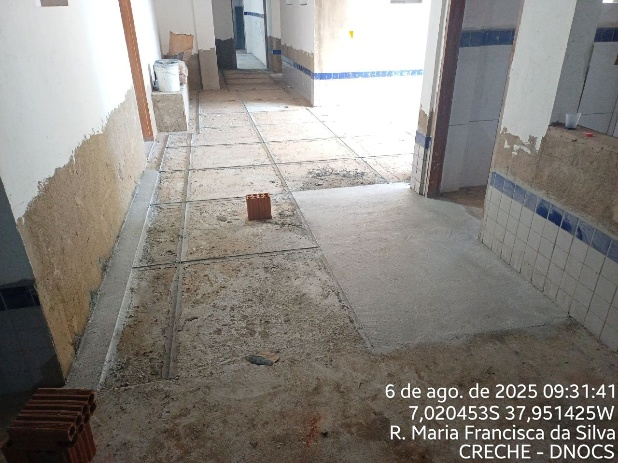 6 de ago. de 2025 09:31:41
7,020453S 37,951425W
R. Maria Francisca da Silva
CRECHE - DNOCS